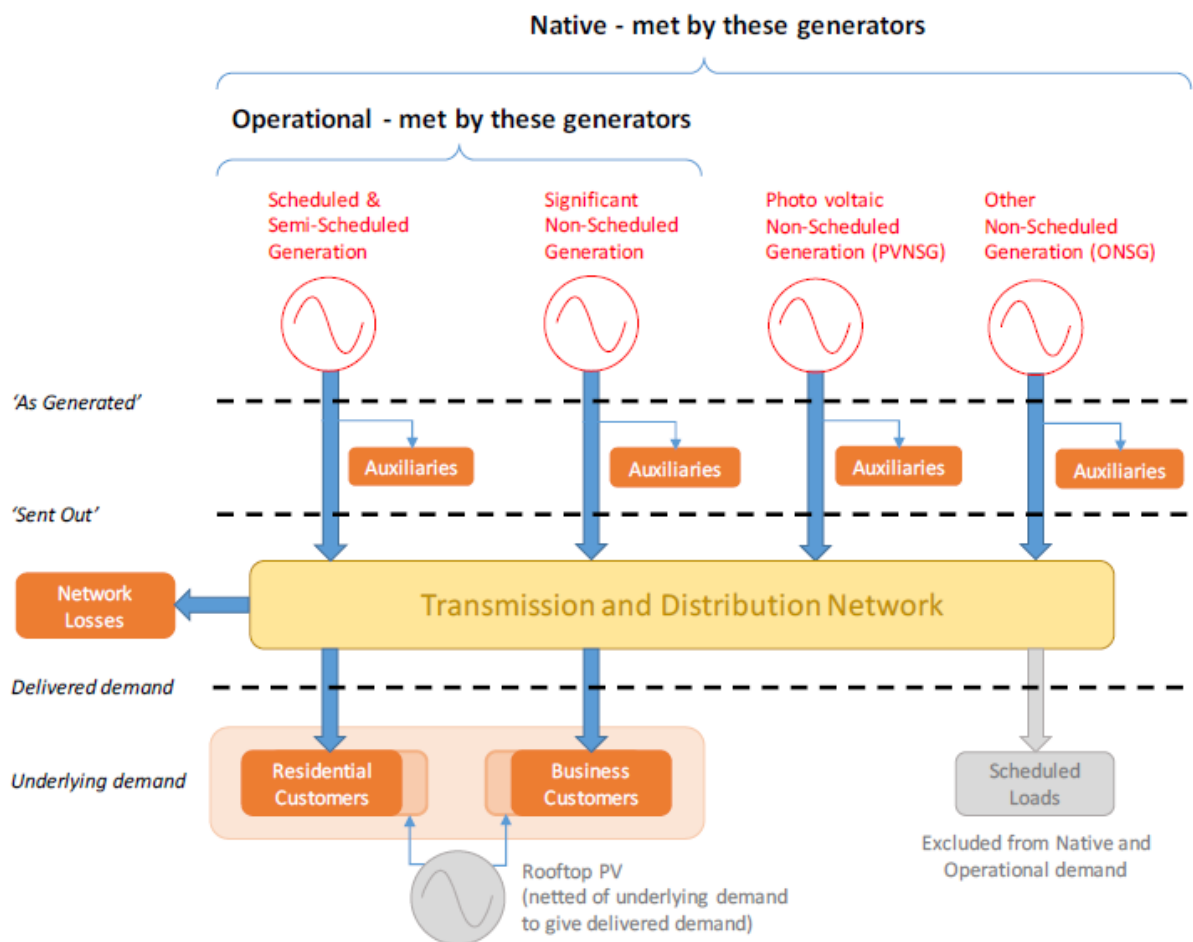 Native - met by these generators
Operational - met by these generators
Scheduled &
Semi-Scheduled
Generation
Significant
Non-Scheduled
Generation
Photo voltaic
Non-Scheduled
Generation (PVNSG)
Other
Non-Scheduled
Generation (ONSG)
'As Generated'
Auxiliaries
Auxiliaries
Auxiliaries
Auxiliaries
'Sent Out'
Network
Losses
Transmission and Distribution Network
Delivered demand
Underlying demand
Residential
Customers
Business
Customers
Scheduled
Loads
Excluded from Native and
Operational demand
Rooftop PV
(netted of underlying demand
to give delivered demand)